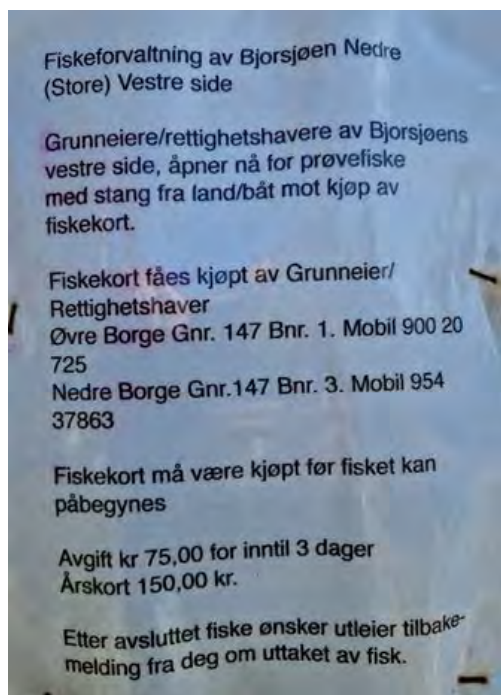 Fiskeforvaltning av Bjorsjøen Nedre
(Store) Vestre side
Grunneiere/rettighetshavere av Bjorsjøens
vestre side, åpner nå for prøvefiske
med stang fra land/båt mot kjøp av
fiskekort.
Fiskekort fåes kjøpt av Grunneier/
Rettighetshaver
Øvre Borge Gnr. 147 Bnr. 1. Mobil 900 20
725
Nedre Borge Gnr.147 Bnr. 3. Mobil 954
37863
Fiskekort må være kjøpt før fisket kan
påbegynes
Avgift kr 75,00 for inntil 3 dager
Årskort 150,00 kr.
Etter avsluttet fiske ønsker utleier tilbake-
melding fra deg om uttaket av fisk.